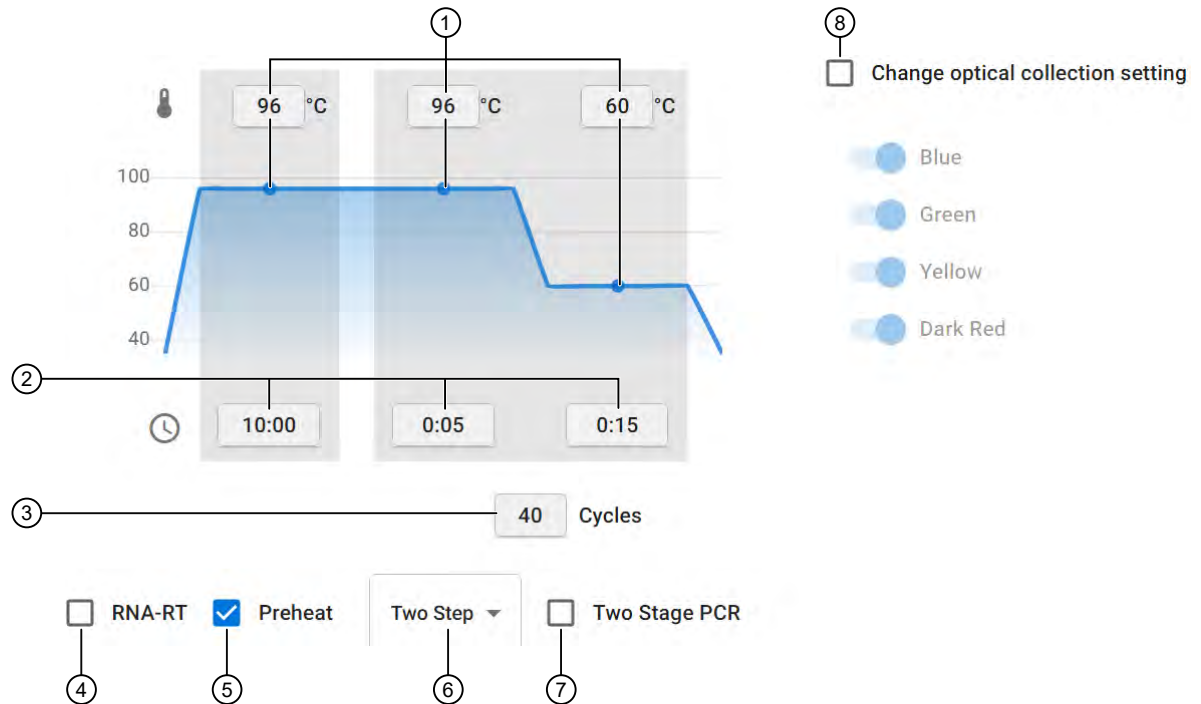 1
8
Change optical collection setting
96 °C
96 °C
60 °C
Blue
100
Green
80
Yellow
60
Dark Red
40
2
10:00
0:05
0:15
3
40 Cycles
RNA-RT
Preheat
Two Step
Two Stage PCR
4
5
6
7